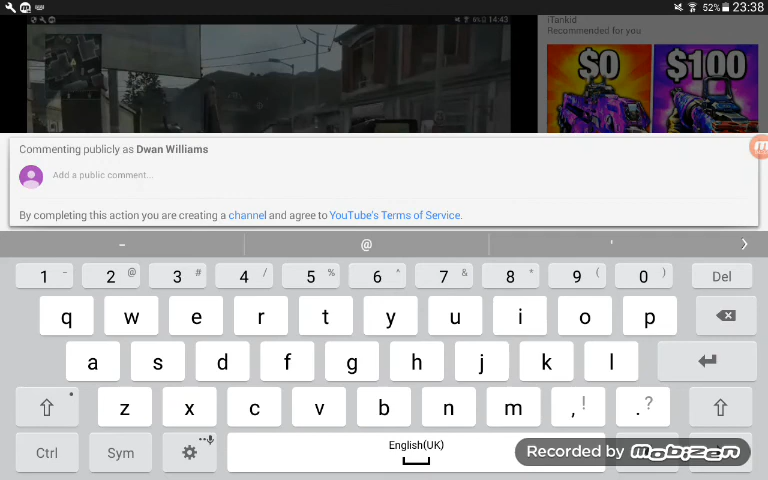 52% 23:38
14:43
iTankid
Recommended for you
$0 $100
Commenting publicly as Dwan Williams
Add a public comment...
By completing this action you are creating a channel and agree to YouTube's Terms of Service.
- @ '
1 - 2 @ 3 # 4 / 5 % 6 ^ 7 & 8 * 9 ( 0 ) Del
q w e r t y u i o p
a s d f g h j k l
z x c v b n m , ! . ?
Ctrl Sym English(UK)
Recorded by mobizen